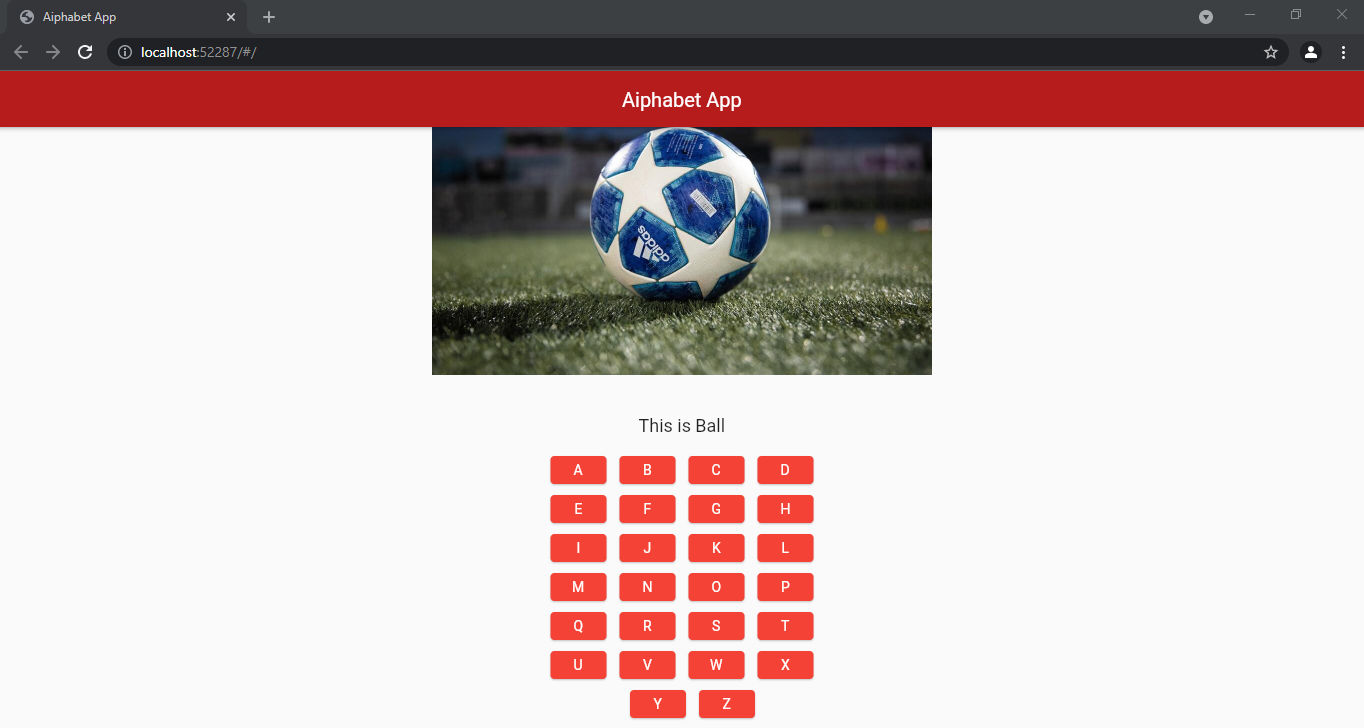 Aiphabet App
localhost:52287/#/
Aiphabet App
adidas
This is Ball
A B C D
E F G H
I J K L
M N O P
Q R S T
U V W X
Y Z